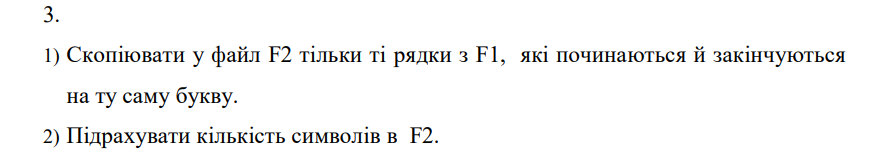 3.
1) Скопіювати у файл F2 тільки ті рядки з F1, які починаються й закінчуються
на ту саму букву.
2) Підрахувати кількість символів в F2.